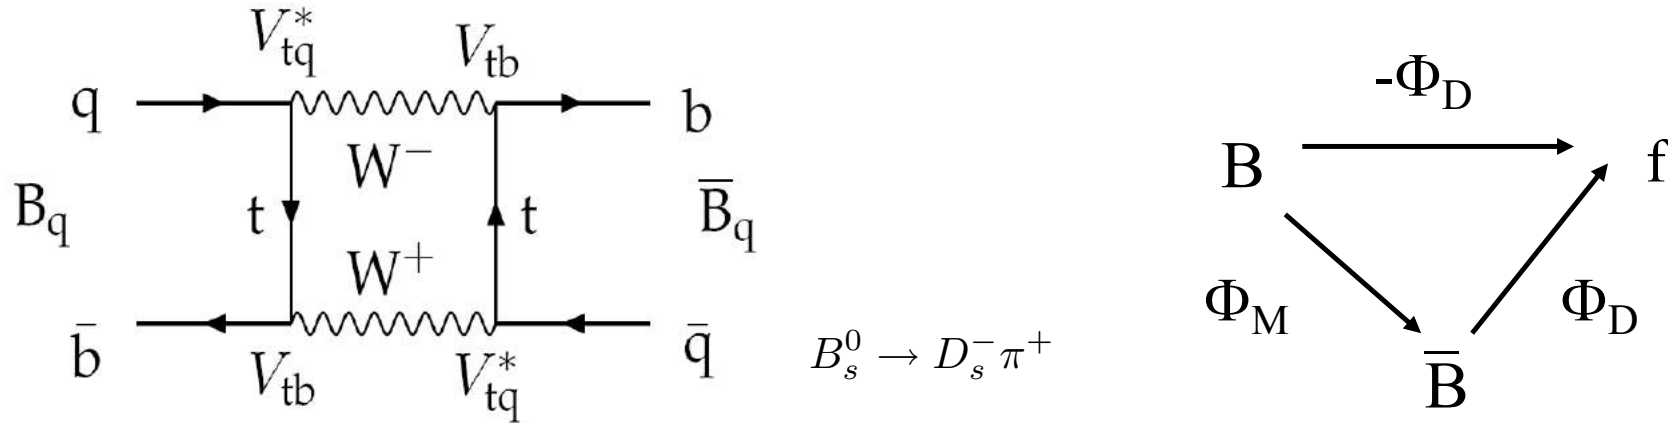 V*tq Vtb
q b
W⁻
Bq t t B̅q
W⁺
b̄ q̄
Vtb V*tq
B⁰s → D⁻s π⁺
-ΦD
B f
ΦM ΦD
B̅